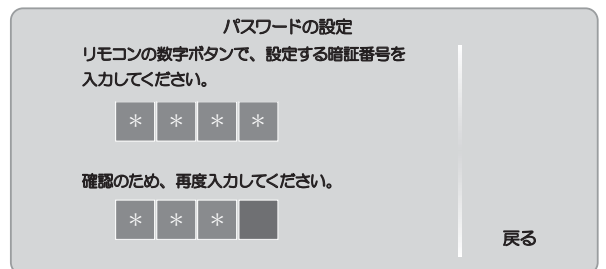 パスワードの設定
リモコンの数字ボタンで、設定する暗証番号を
入力してください。
＊ ＊ ＊ ＊
確認のため、再度入力してください。
＊ ＊ ＊
戻る